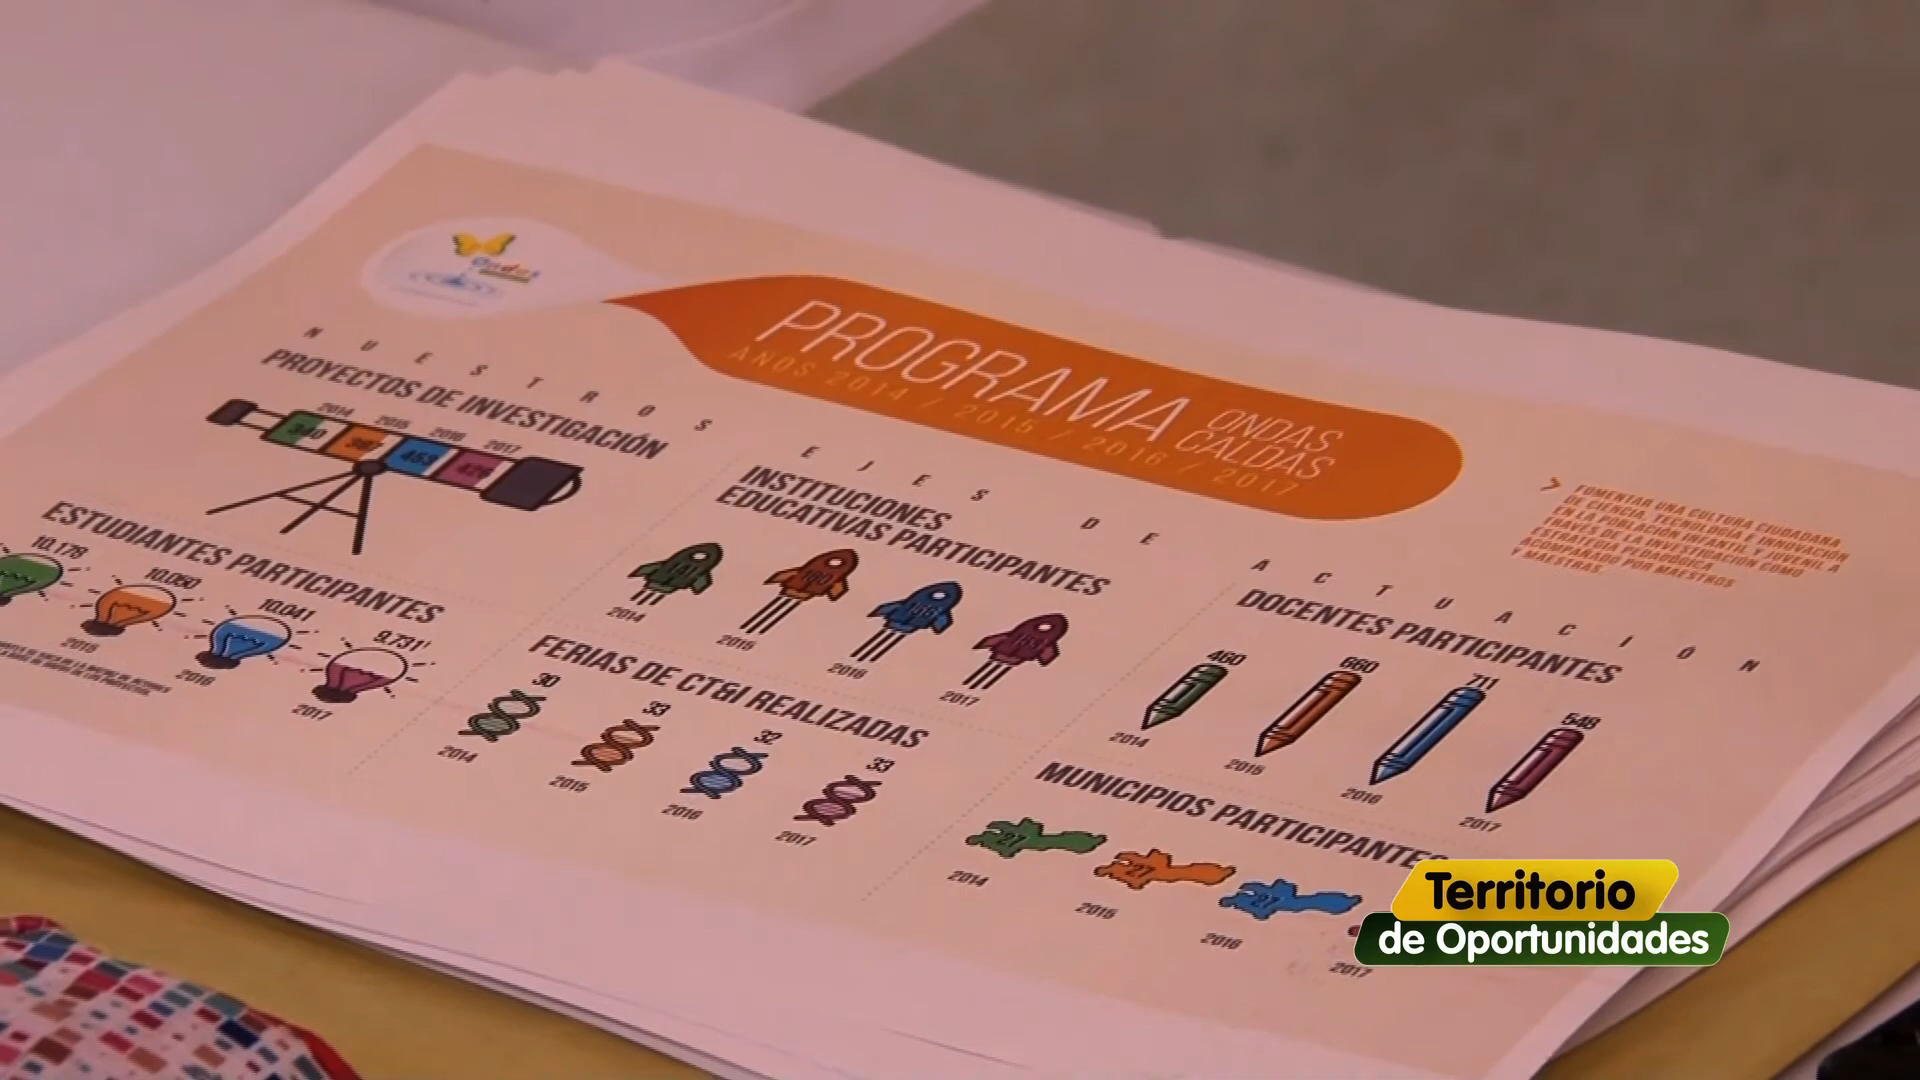 Ondas
PROGRAMA ONDAS
CALDAS
AÑOS 2014 / 2015 / 2016 / 2017
NUESTROS EJES DE ACTUACIÓN
PROYECTOS DE INVESTIGACIÓN
2014 2015 2016 2017
340 453
ESTUDIANTES PARTICIPANTES
10.178 10.060 10.041 9.731
2015 2016 2017
INSTITUCIONES
EDUCATIVAS PARTICIPANTES
2014 2015 2016 2017
FERIAS DE CT&I REALIZADAS
30 33 32 33
2014 2015 2016 2017
> FOMENTAR UNA CULTURA CIUDADANA
DE CIENCIA, TECNOLOGÍA E INNOVACIÓN
EN LA POBLACIÓN INFANTIL Y JUVENIL A
TRAVÉS DE LA INVESTIGACIÓN COMO
ESTRATEGIA PEDAGÓGICA
ACOMPAÑADO POR MAESTROS
Y MAESTRAS.
DOCENTES PARTICIPANTES
460 660 711 548
2014 2015 2016 2017
MUNICIPIOS PARTICIPANTES
27 27 27
2014 2015 2016 2017
Territorio
de Oportunidades